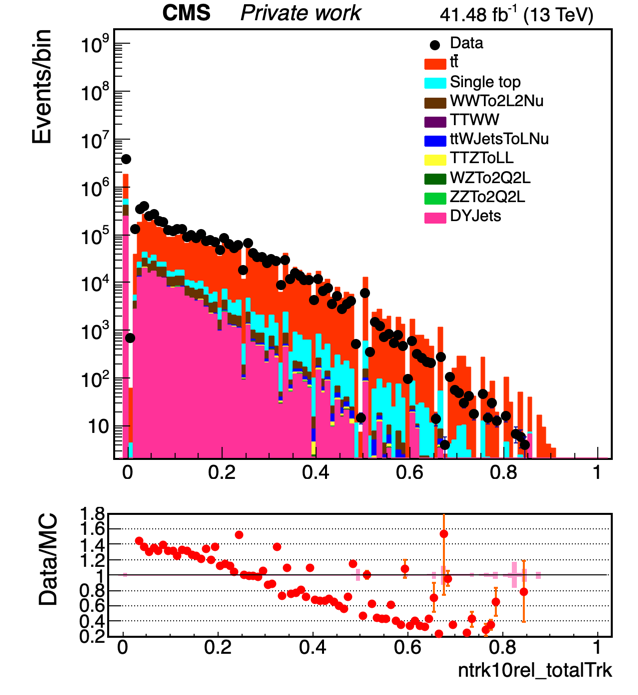 CMS Private work 41.48 fb⁻¹ (13 TeV)
Events/bin
10⁹
10⁸
10⁷
10⁶
10⁵
10⁴
10³
10²
10
Data
tt̄
Single top
WWTo2L2Nu
TTWW
ttWJetsToLNu
TTZToLL
WZTo2Q2L
ZZTo2Q2L
DYJets
0 0.2 0.4 0.6 0.8 1
Data/MC
1.8
1.6
1.4
1.2
1
0.8
0.6
0.4
0.2
0 0.2 0.4 0.6 0.8 1
ntrk10rel_totalTrk